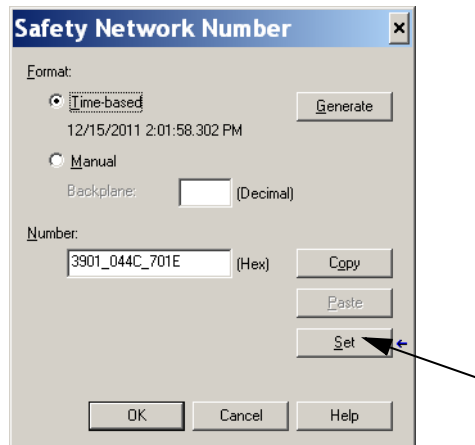 Safety Network Number
Format:
Time-based
Generate
12/15/2011 2:01:58.302 PM
Manual
Backplane:
(Decimal)
Number:
3901_044C_701E
(Hex)
Copy
Paste
Set
OK
Cancel
Help